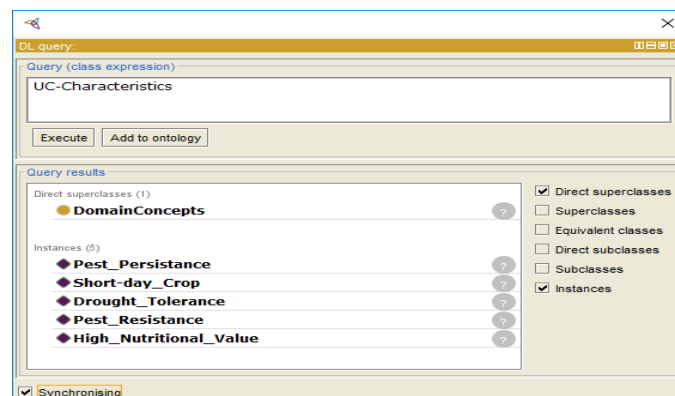 DL query:
Query (class expression)
UC-Characteristics
Execute Add to ontology
Query results
Direct superclasses (1)
DomainConcepts ?
Instances (5)
Pest_Persistance ?
Short-day_Crop ?
Drought_Tolerance ?
Pest_Resistance ?
High_Nutritional_Value ?
Direct superclasses
Superclasses
Equivalent classes
Direct subclasses
Subclasses
Instances
Synchronising